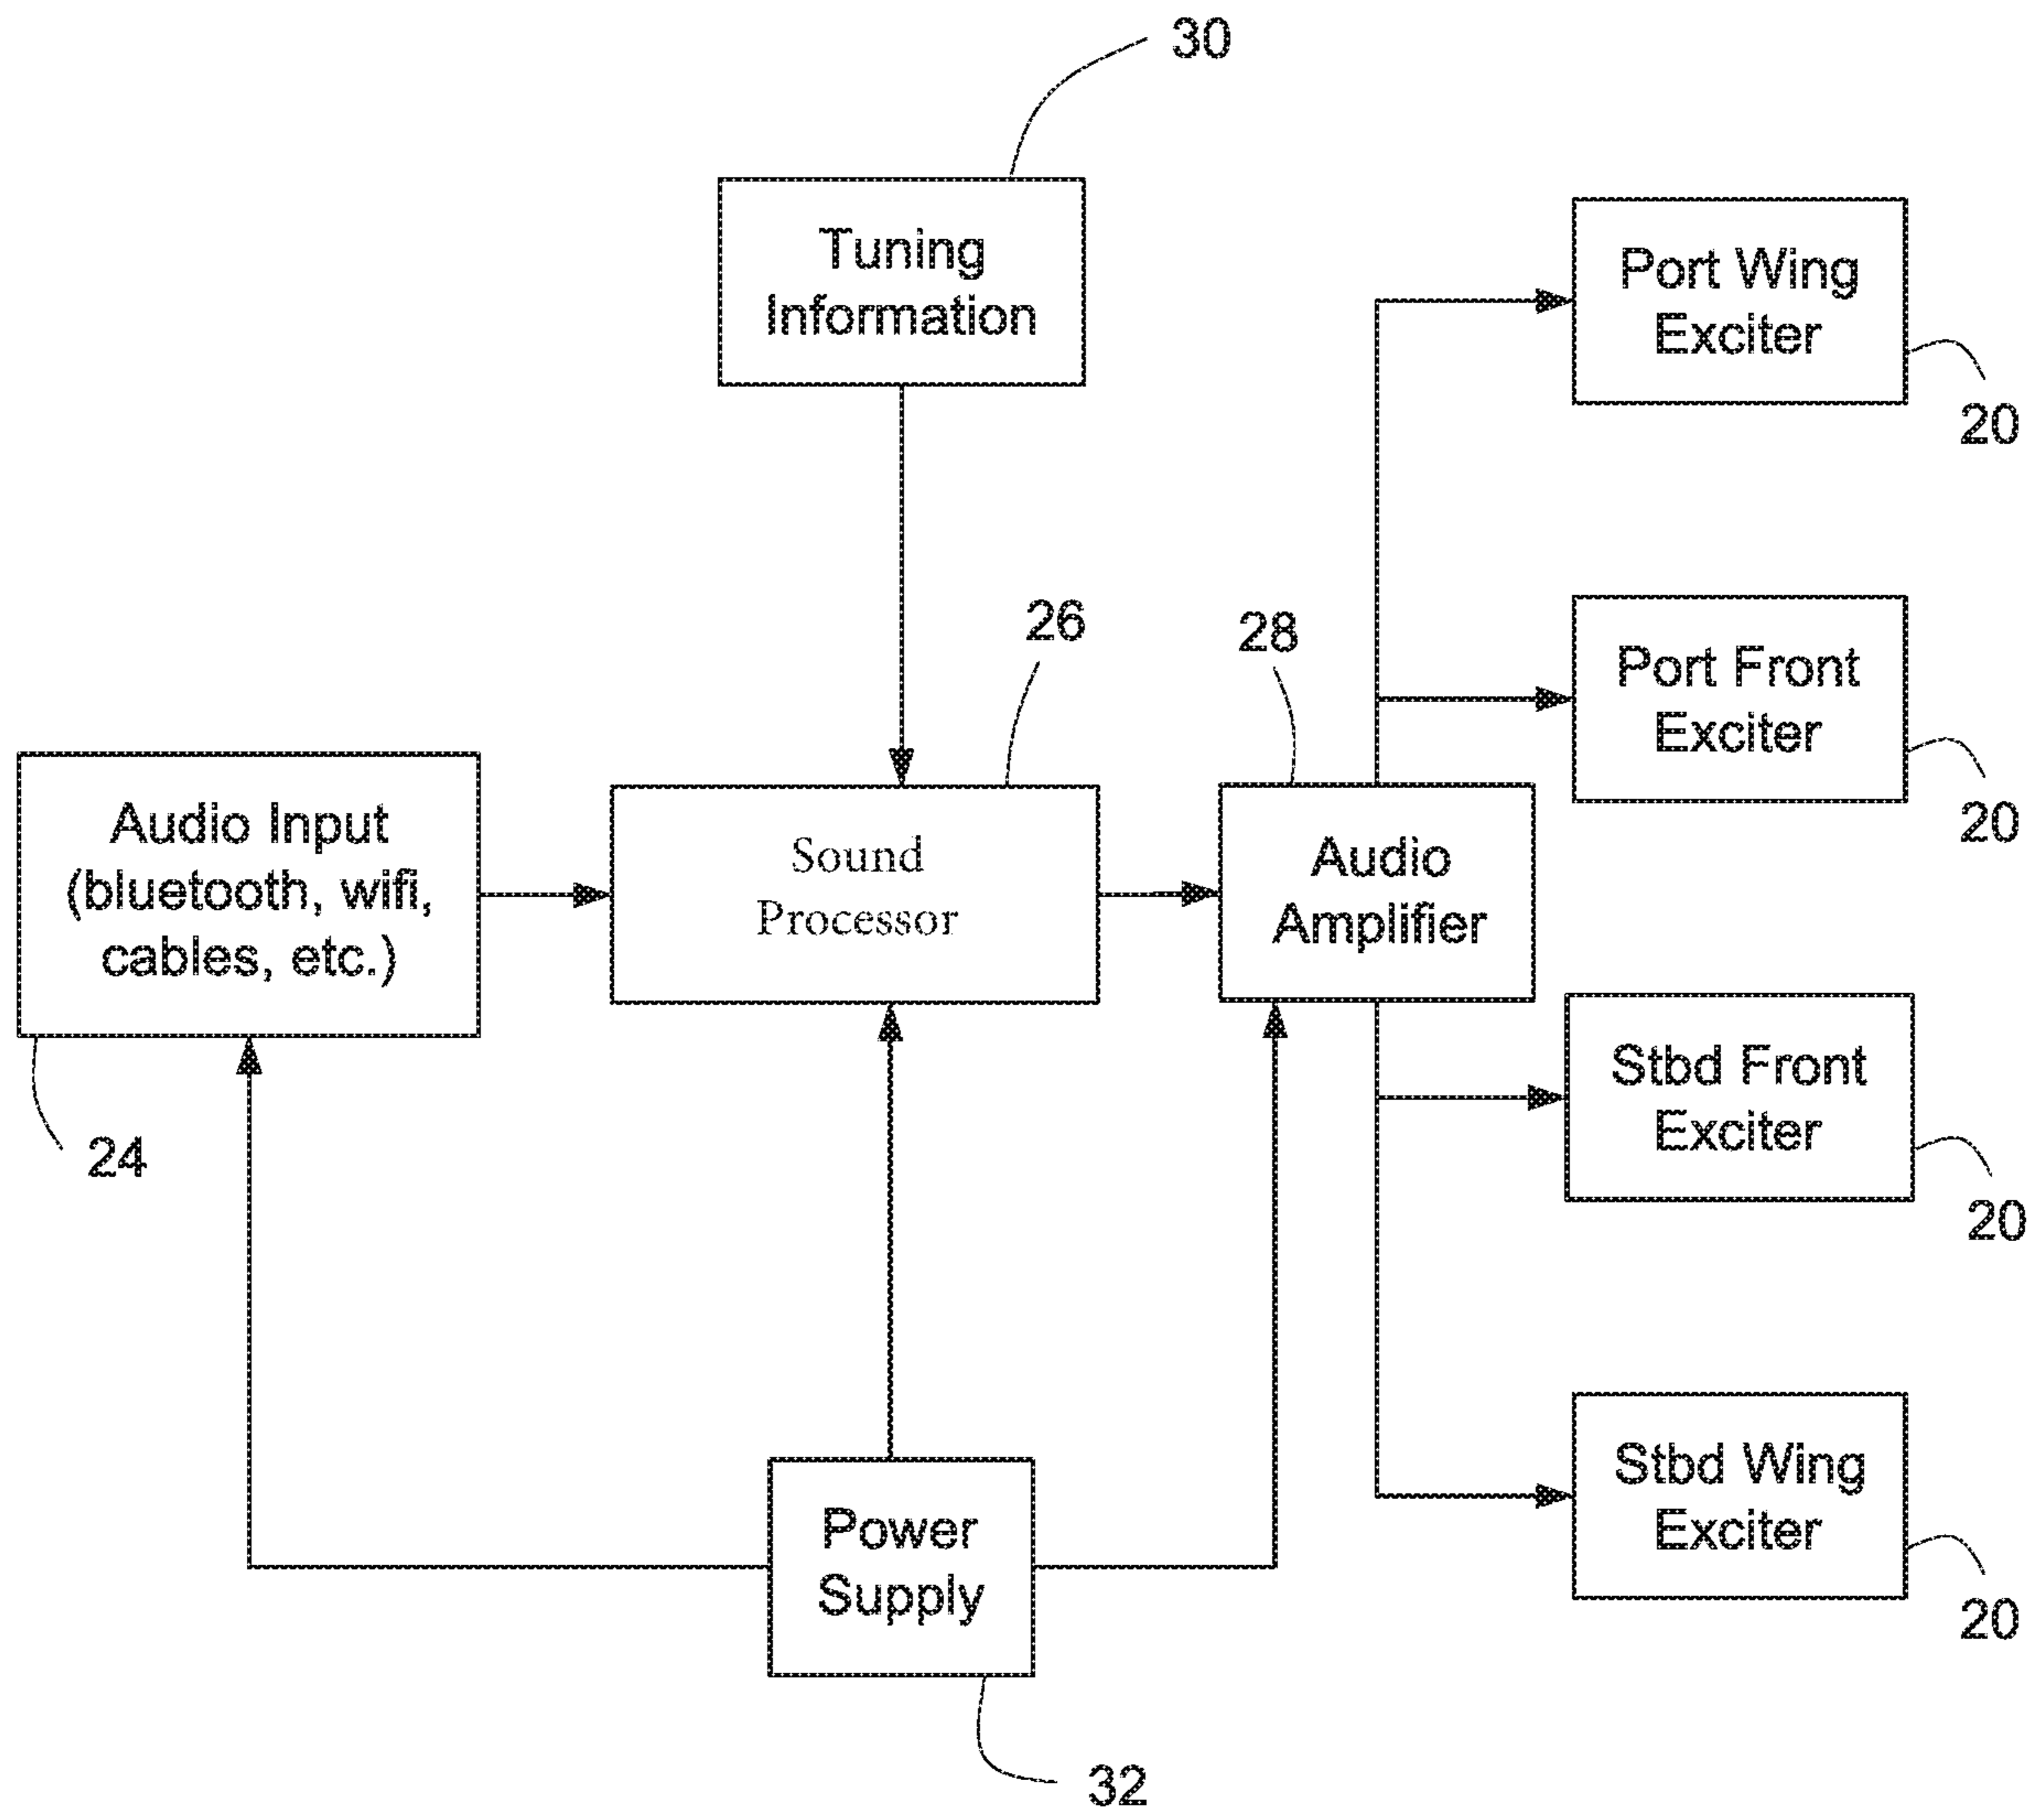 30
Tuning
Information
Port Wing
Exciter
20
26
28
Port Front
Exciter
20
Audio Input
(bluetooth, wifi,
cables, etc.)
24
Sound
Processor
Audio
Amplifier
Stbd Front
Exciter
20
Power
Supply
32
Stbd Wing
Exciter
20